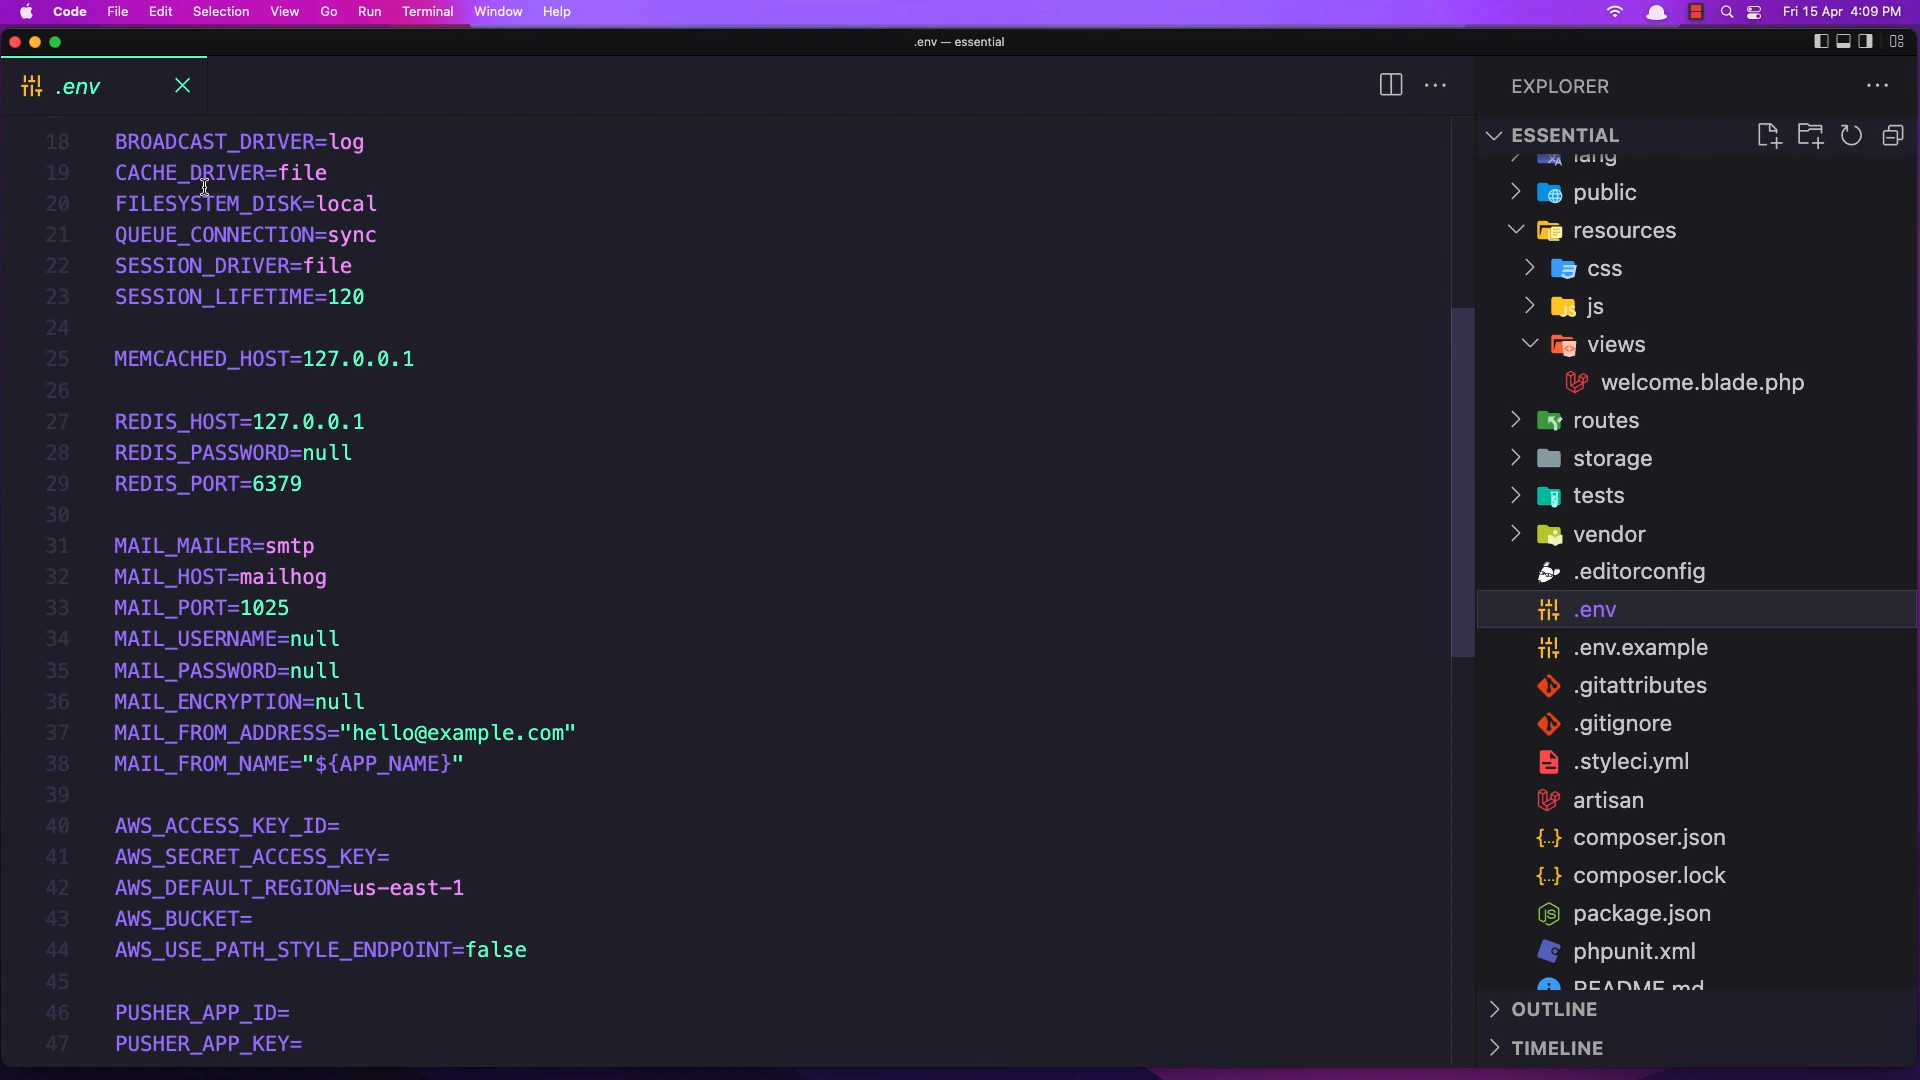 Code File Edit Selection View Go Run Terminal Window Help Fri 15 Apr 4:09 PM
.env — essential
.env
18 BROADCAST_DRIVER=log
19 CACHE_DRIVER=file
20 FILESYSTEM_DISK=local
21 QUEUE_CONNECTION=sync
22 SESSION_DRIVER=file
23 SESSION_LIFETIME=120
24
25 MEMCACHED_HOST=127.0.0.1
26
27 REDIS_HOST=127.0.0.1
28 REDIS_PASSWORD=null
29 REDIS_PORT=6379
30
31 MAIL_MAILER=smtp
32 MAIL_HOST=mailhog
33 MAIL_PORT=1025
34 MAIL_USERNAME=null
35 MAIL_PASSWORD=null
36 MAIL_ENCRYPTION=null
37 MAIL_FROM_ADDRESS="hello@example.com"
38 MAIL_FROM_NAME="${APP_NAME}"
39
40 AWS_ACCESS_KEY_ID=
41 AWS_SECRET_ACCESS_KEY=
42 AWS_DEFAULT_REGION=us-east-1
43 AWS_BUCKET=
44 AWS_USE_PATH_STYLE_ENDPOINT=false
45
46 PUSHER_APP_ID=
47 PUSHER_APP_KEY=
EXPLORER
ESSENTIAL
lang
public
resources
css
js
views
welcome.blade.php
routes
storage
tests
vendor
.editorconfig
.env
.env.example
.gitattributes
.gitignore
.styleci.yml
artisan
composer.json
composer.lock
package.json
phpunit.xml
README.md
OUTLINE
TIMELINE